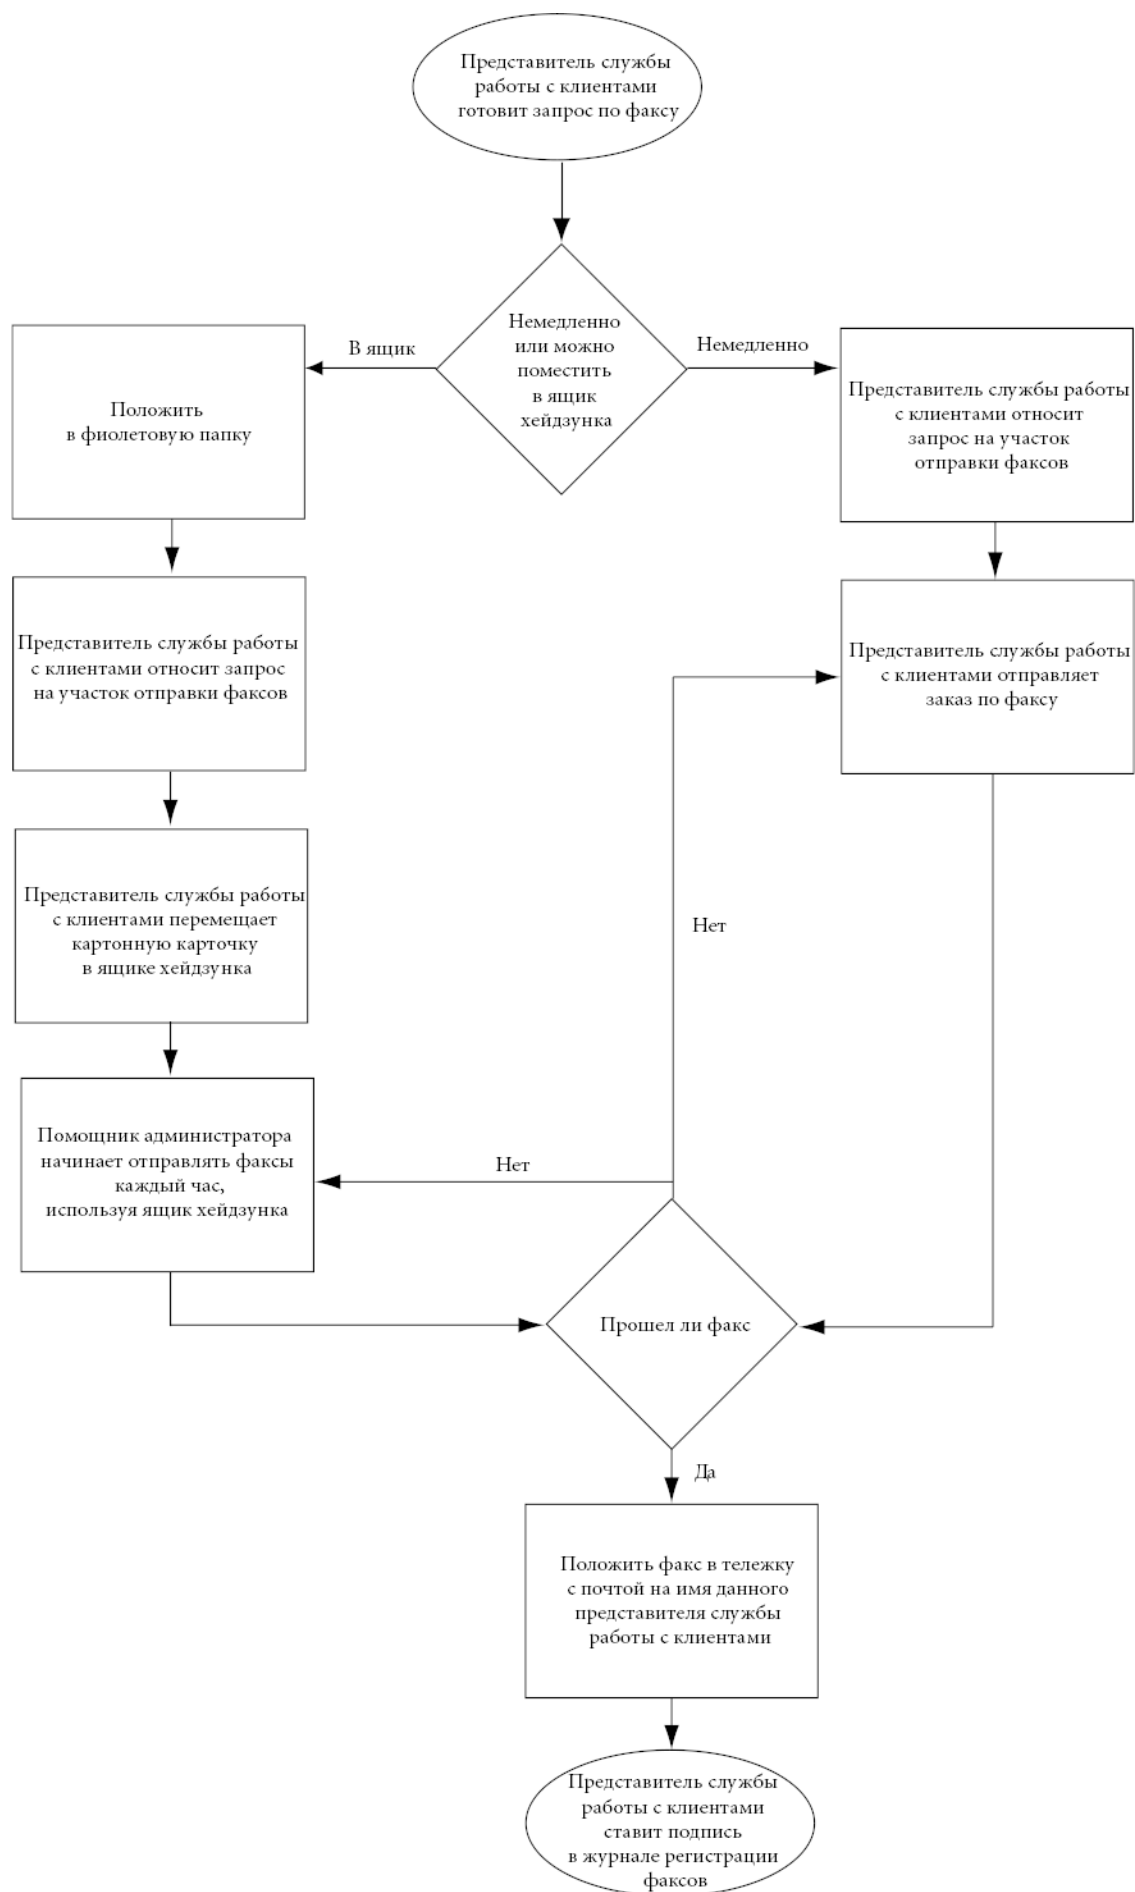 Представитель службы
работы с клиентами
готовит запрос по факсу
Немедленно
или можно
поместить
в ящик
хейдзунка
В ящик
Немедленно
Положить
в фиолетовую папку
Представитель службы работы
с клиентами относит
запрос на участок
отправки факсов
Представитель службы работы
с клиентами относит запрос
на участок отправки факсов
Представитель службы работы
с клиентами отправляет
заказ по факсу
Представитель службы работы
с клиентами перемещает
картонную карточку
в ящике хейдзунка
Нет
Помощник администратора
начинает отправлять факсы
каждый час,
используя ящик хейдзунка
Нет
Прошел ли факс
Да
Положить факс в тележку
с почтой на имя данного
представителя службы
работы с клиентами
Представитель службы
работы с клиентами
ставит подпись
в журнале регистрации
факсов